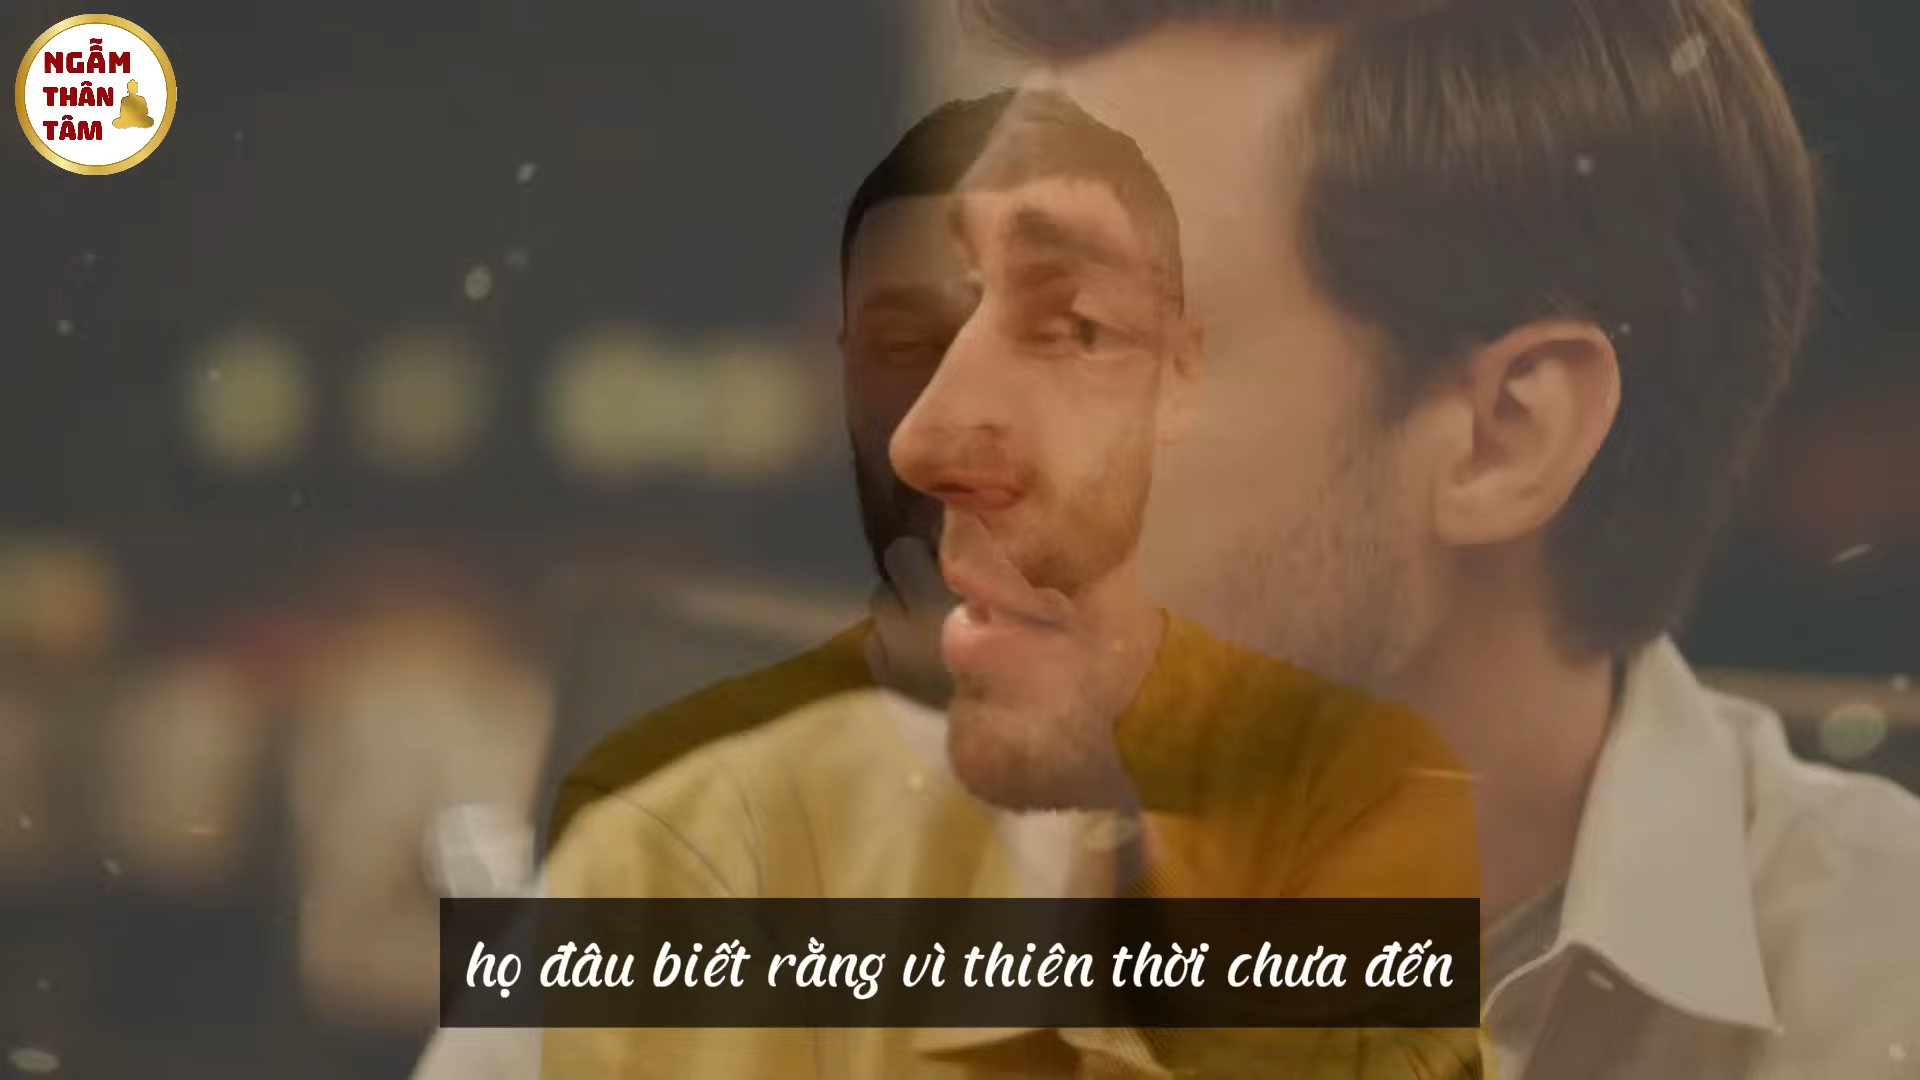 NGẪM
THÂN
TÂM
họ đâu biết rằng vì thiên thời chưa đến